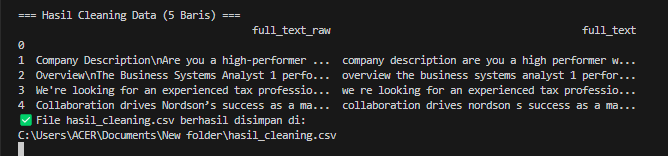 === Hasil Cleaning Data (5 Baris) ===
full_text_raw full_text
0
1 Company Description\nAre you a high-performer ... company description are you a high performer w...
2 Overview\nThe Business Systems Analyst 1 perfo... overview the business systems analyst 1 perfor...
3 We're looking for an experienced tax professio... we re looking for an experienced tax professio...
4 Collaboration drives Nordson’s success as a ma... collaboration drives nordson s success as a ma...
✅ File hasil_cleaning.csv berhasil disimpan di:
C:\Users\ACER\Documents\New folder\hasil_cleaning.csv